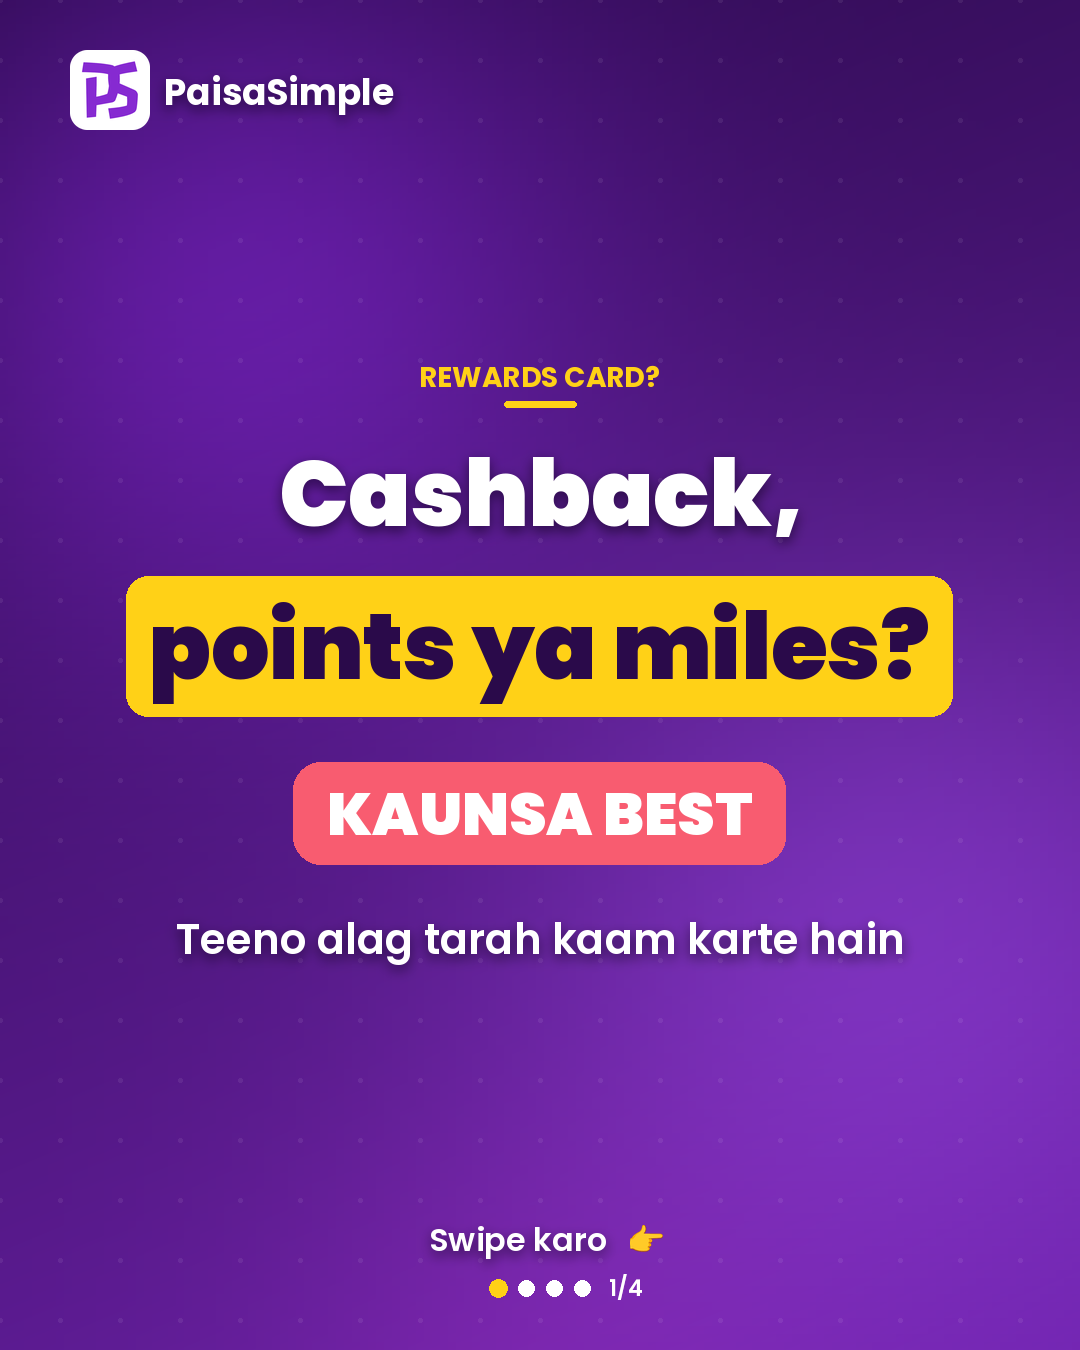 PaisaSimple
REWARDS CARD?
Cashback,
points ya miles?
KAUNSA BEST
Teeno alag tarah kaam karte hain
Swipe karo 👉
1/4